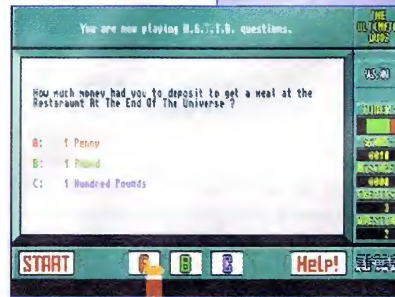 You are now playing H.G.T.T.G. questions.
THE
ULTIMATE
QUIZ
How much money had you to deposit to get a meal at the
Restaraunt At The End Of The Universe ?
A: 1 Penny
B: 1 Pound
C: 1 Hundred Pounds
START
A
B
C
HeLp!